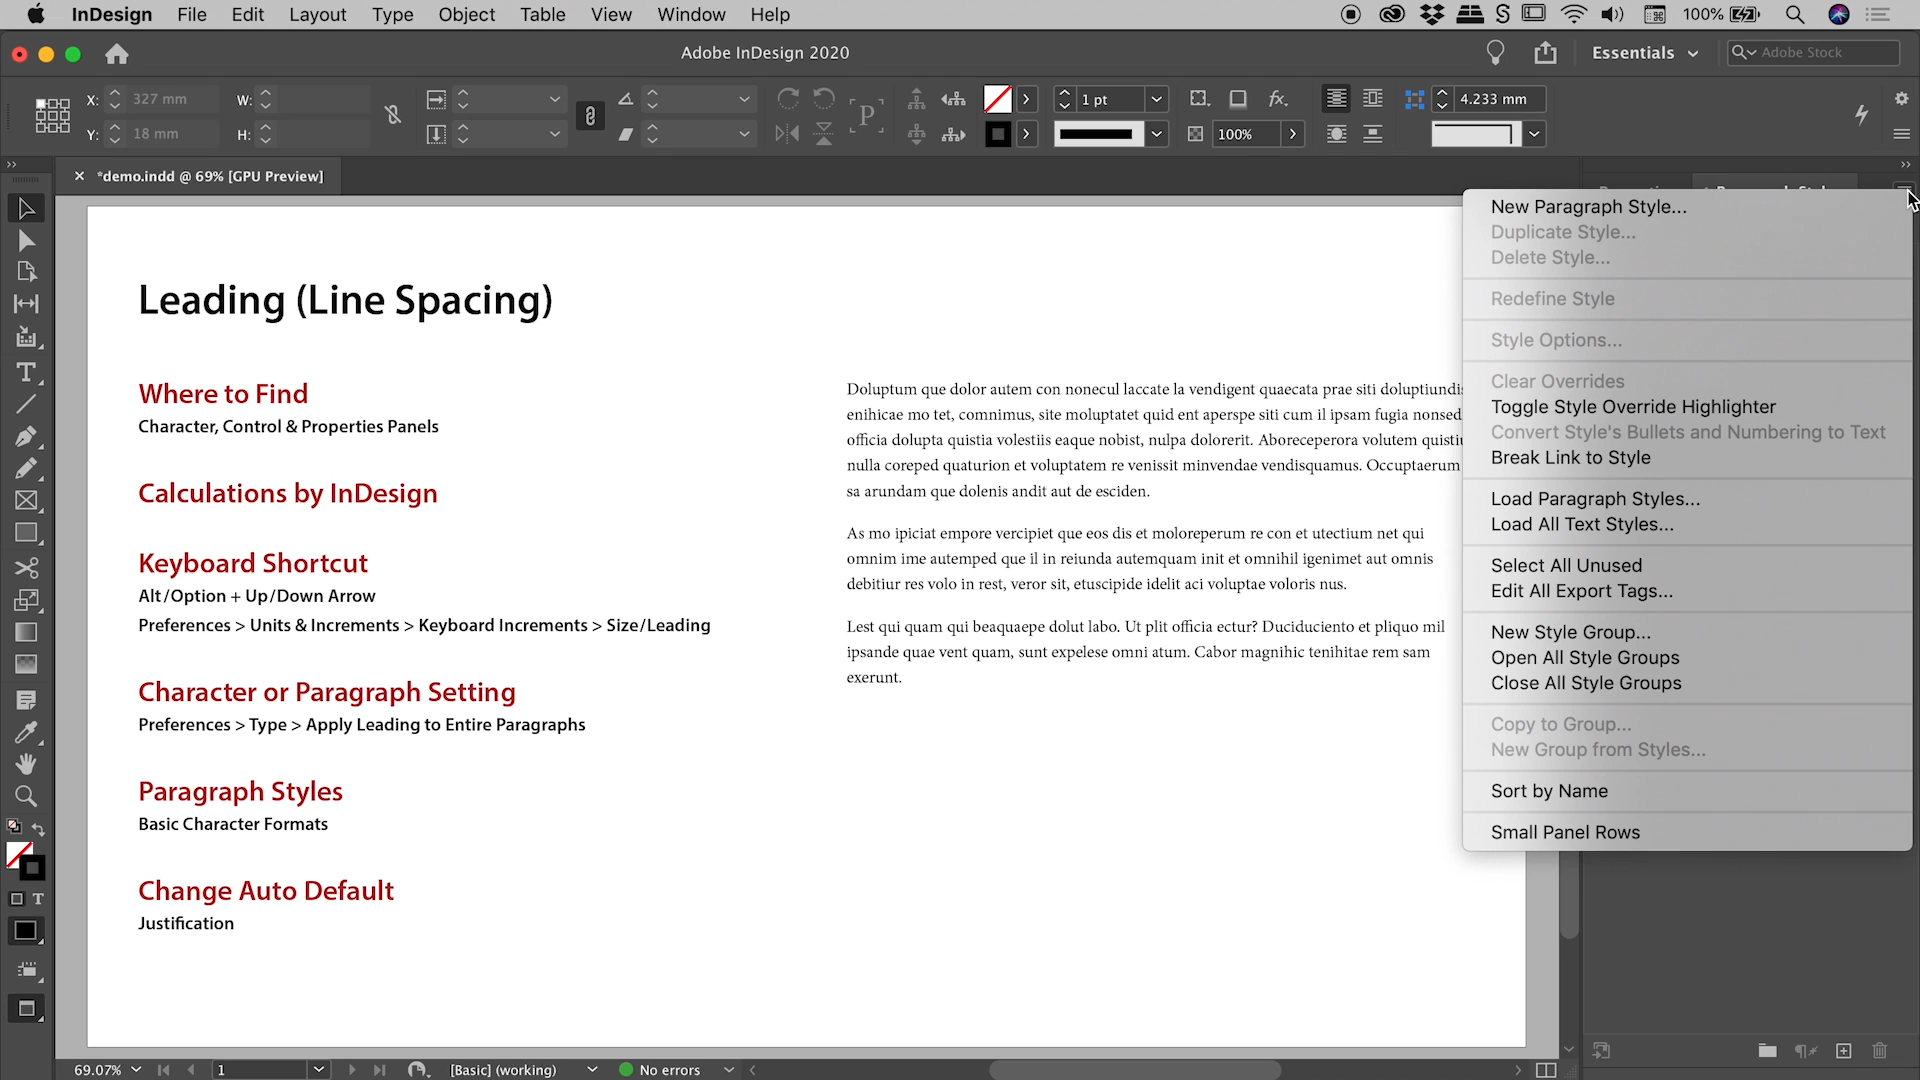 InDesign File Edit Layout Type Object Table View Window Help 100%
Adobe InDesign 2020 Essentials Adobe Stock
X: 327 mm W: 1 pt fx. 4.233 mm
Y: 18 mm H: P 100%
× *demo.indd @ 69% [GPU Preview]
Leading (Line Spacing)
Where to Find
Character, Control & Properties Panels
Calculations by InDesign
Keyboard Shortcut
Alt/Option + Up/Down Arrow
Preferences > Units & Increments > Keyboard Increments > Size/Leading
Character or Paragraph Setting
Preferences > Type > Apply Leading to Entire Paragraphs
Paragraph Styles
Basic Character Formats
Change Auto Default
Justification
Doluptum que dolor autem con nonecul laccate la vendigent quaecata prae siti doluptiundis
enihicae mo tet, comnimus, site moluptatet quid ent aperspe siti cum il ipsam fugia nonsed
officia dolupta quistia volestiis eaque nobist, nulpa dolorerit. Aboreceperora volutem quistiu
nulla coreped quaturion et voluptatem re venissit minvendae vendisquamus. Occuptaerum
sa arundam que dolenis andit aut de esciden.
As mo ipiciat empore vercipiet que eos dis et moloreperum re con et utectium net qui
omnim ime autemped que il in reiunda autemquam init et omnihil igenimet aut omnis
debitiur res volo in rest, veror sit, etuscipide idelit aci voluptae voloris nus.
Lest qui quam qui beaquaepe dolut labo. Ut plit officia ectur? Duciduciento et pliquo mil
ipsande quae vent quam, sunt expelese omni atum. Cabor magnihic tenihitae rem sam
exerunt.
New Paragraph Style...
Duplicate Style...
Delete Style...
Redefine Style
Style Options...
Clear Overrides
Toggle Style Override Highlighter
Convert Style's Bullets and Numbering to Text
Break Link to Style
Load Paragraph Styles...
Load All Text Styles...
Select All Unused
Edit All Export Tags...
New Style Group...
Open All Style Groups
Close All Style Groups
Copy to Group...
New Group from Styles...
Sort by Name
Small Panel Rows
69.07% 1 [Basic] (working) No errors